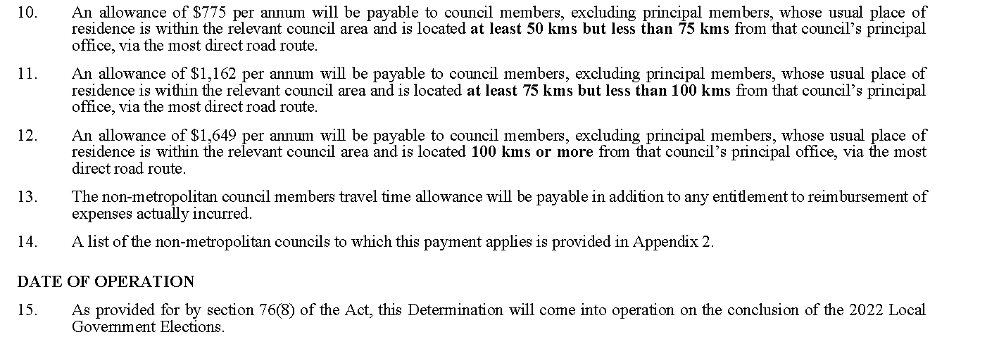 10. An allowance of $775 per annum will be payable to council members, excluding principal members, whose usual place of
residence is within the relevant council area and is located at least 50 kms but less than 75 kms from that council’s principal
office, via the most direct road route.
11. An allowance of $1,162 per annum will be payable to council members, excluding principal members, whose usual place of
residence is within the relevant council area and is located at least 75 kms but less than 100 kms from that council’s principal
office, via the most direct road route.
12. An allowance of $1,649 per annum will be payable to council members, excluding principal members, whose usual place of
residence is within the relevant council area and is located 100 kms or more from that council’s principal office, via the most
direct road route.
13. The non-metropolitan council members travel time allowance will be payable in addition to any entitlement to reimbursement of
expenses actually incurred.
14. A list of the non-metropolitan councils to which this payment applies is provided in Appendix 2.
DATE OF OPERATION
15. As provided for by section 76(8) of the Act, this Determination will come into operation on the conclusion of the 2022 Local
Government Elections.